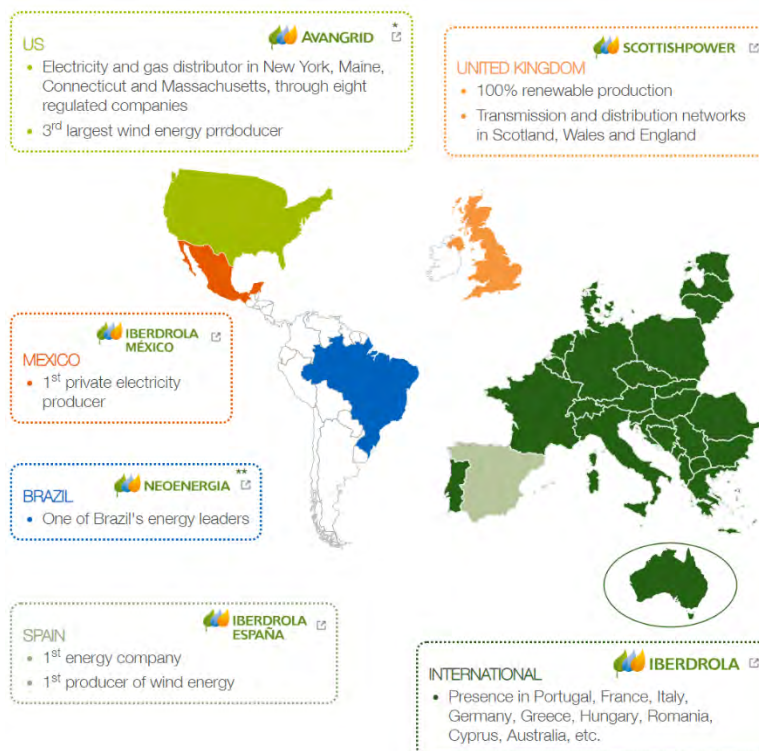 US
AVANGRID *
• Electricity and gas distributor in New York, Maine,
Connecticut and Massachusetts, through eight
regulated companies
• 3rd largest wind energy prrdoducer
SCOTTISHPOWER
UNITED KINGDOM
• 100% renewable production
• Transmission and distribution networks
in Scotland, Wales and England
IBERDROLA
MÉXICO
MEXICO
• 1st private electricity
producer
NEOENERGIA **
BRAZIL
• One of Brazil's energy leaders
IBERDROLA
ESPAÑA
SPAIN
• 1st energy company
• 1st producer of wind energy
IBERDROLA
INTERNATIONAL
• Presence in Portugal, France, Italy,
Germany, Greece, Hungary, Romania,
Cyprus, Australia, etc.